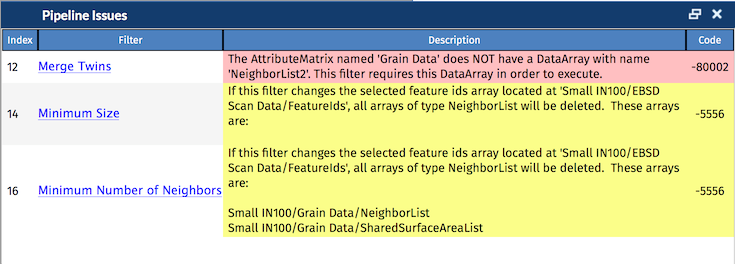 Pipeline Issues
Index Filter Description Code
12 Merge Twins The AttributeMatrix named 'Grain Data' does NOT have a DataArray with name -80002
'NeighborList2'. This filter requires this DataArray in order to execute.
14 Minimum Size If this filter changes the selected feature ids array located at 'Small IN100/EBSD -5556
Scan Data/FeatureIds', all arrays of type NeighborList will be deleted.  These arrays
are:
16 Minimum Number of Neighbors If this filter changes the selected feature ids array located at 'Small IN100/EBSD -5556
Scan Data/FeatureIds', all arrays of type NeighborList will be deleted.  These arrays
are:
Small IN100/Grain Data/NeighborList
Small IN100/Grain Data/SharedSurfaceAreaList